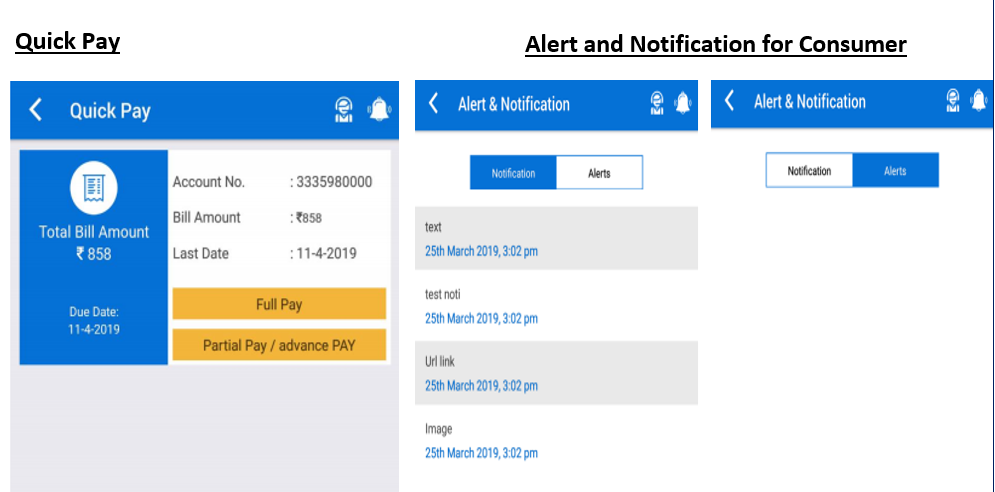 Quick Pay
Alert and Notification for Consumer
Quick Pay
Total Bill Amount
₹ 858
Due Date:
11-4-2019
Account No. : 3335980000
Bill Amount : ₹858
Last Date : 11-4-2019
Full Pay
Partial Pay / advance PAY
Alert & Notification
Notification Alerts
text
25th March 2019, 3:02 pm
test noti
25th March 2019, 3:02 pm
Url link
25th March 2019, 3:02 pm
Image
25th March 2019, 3:02 pm
Alert & Notification
Notification Alerts